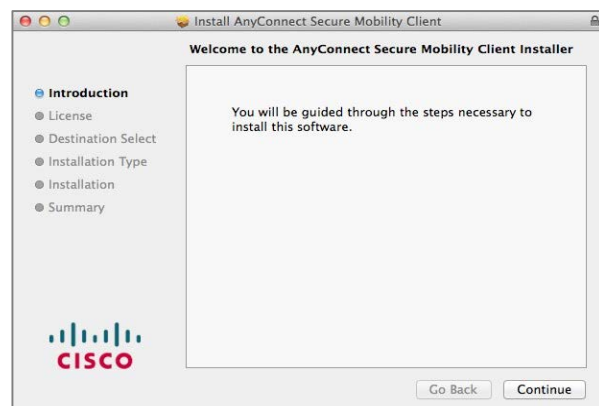 Install AnyConnect Secure Mobility Client
Welcome to the AnyConnect Secure Mobility Client Installer
Introduction
License
Destination Select
Installation Type
Installation
Summary
You will be guided through the steps necessary to
install this software.
CISCO
Go Back
Continue